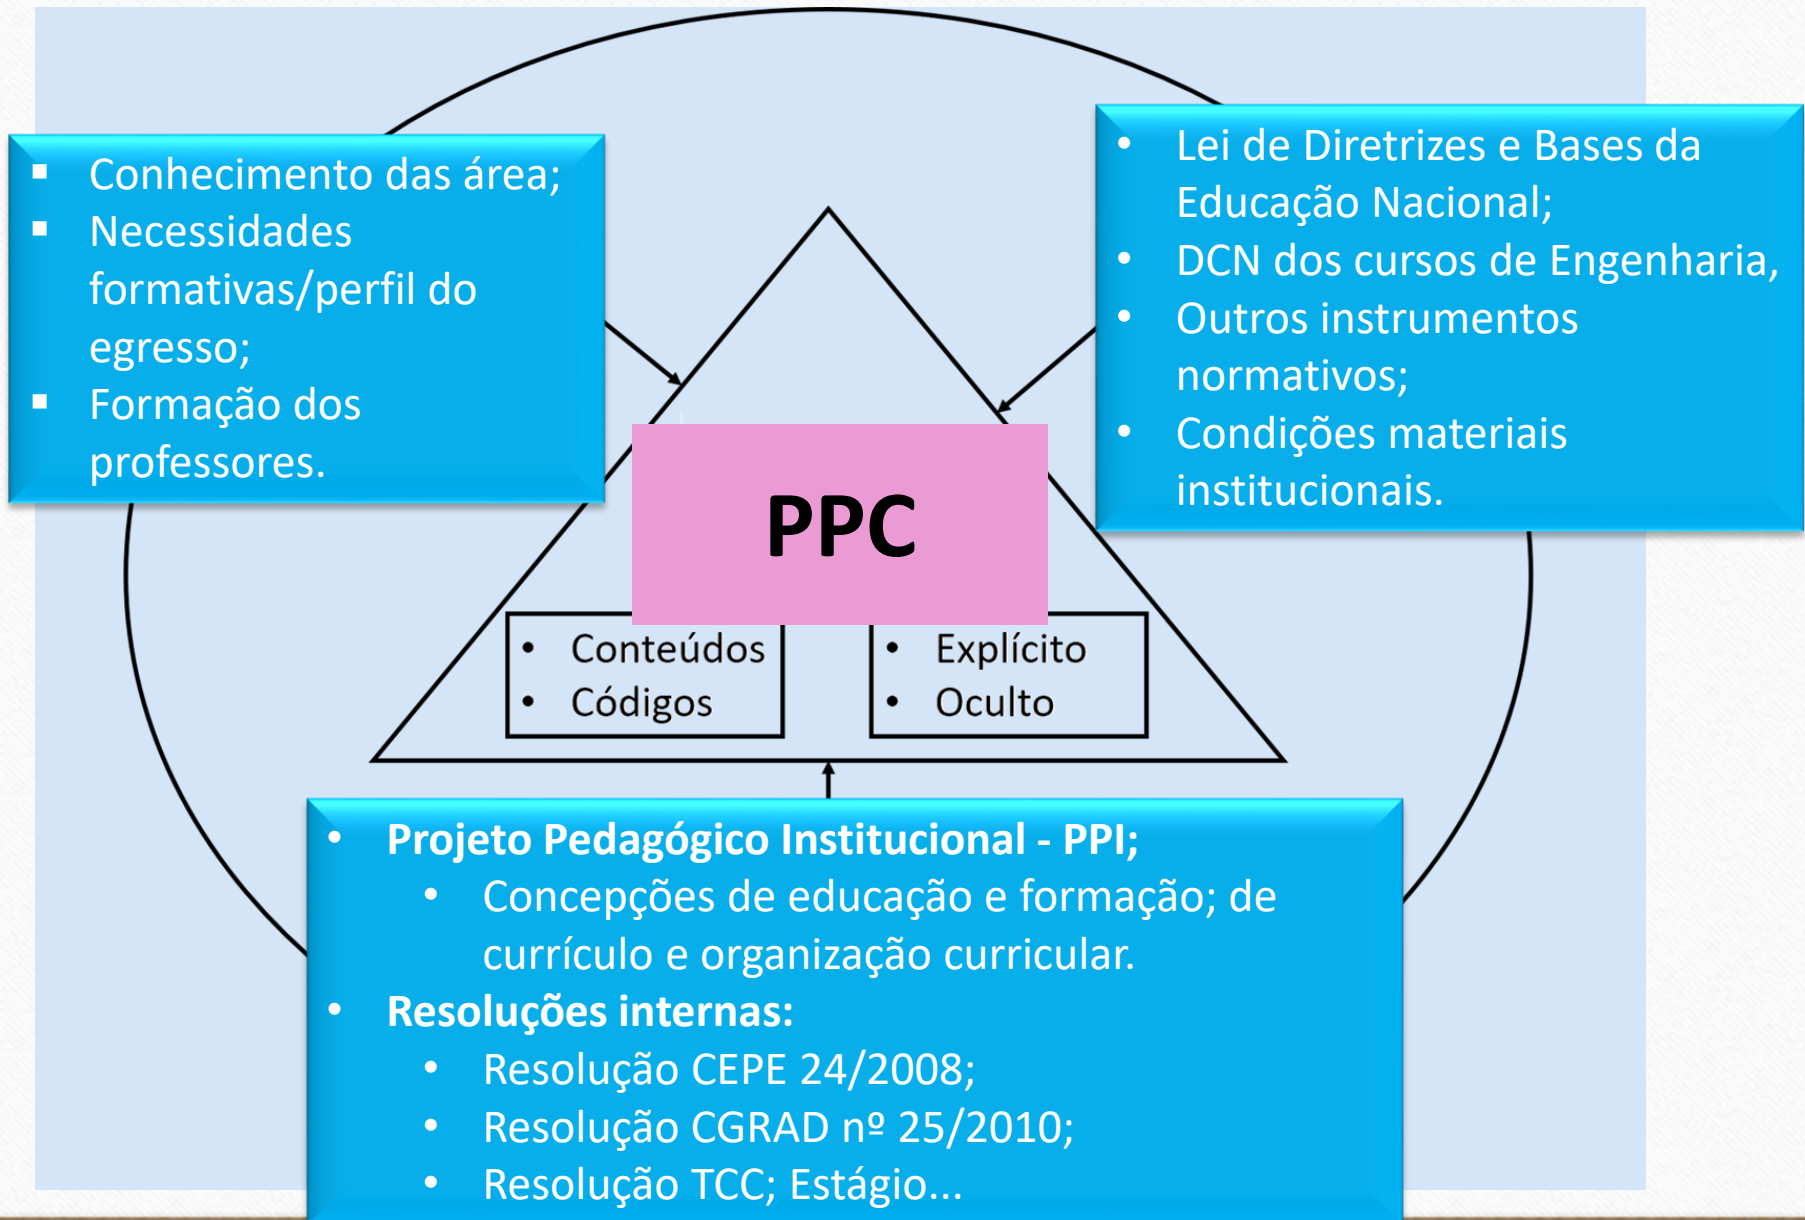 ▪ Conhecimento das área;
▪ Necessidades
formativas/perfil do
egresso;
▪ Formação dos
professores.
• Lei de Diretrizes e Bases da
Educação Nacional;
• DCN dos cursos de Engenharia,
• Outros instrumentos
normativos;
• Condições materiais
institucionais.
PPC
• Conteúdos
• Códigos
• Explícito
• Oculto
• Projeto Pedagógico Institucional - PPI;
• Concepções de educação e formação; de
currículo e organização curricular.
• Resoluções internas:
• Resolução CEPE 24/2008;
• Resolução CGRAD nº 25/2010;
• Resolução TCC; Estágio...